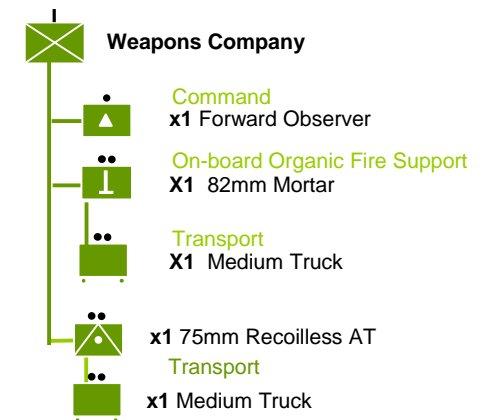 Weapons Company
Command
x1 Forward Observer
On-board Organic Fire Support
X1 82mm Mortar
Transport
X1 Medium Truck
x1 75mm Recoilless AT
Transport
x1 Medium Truck